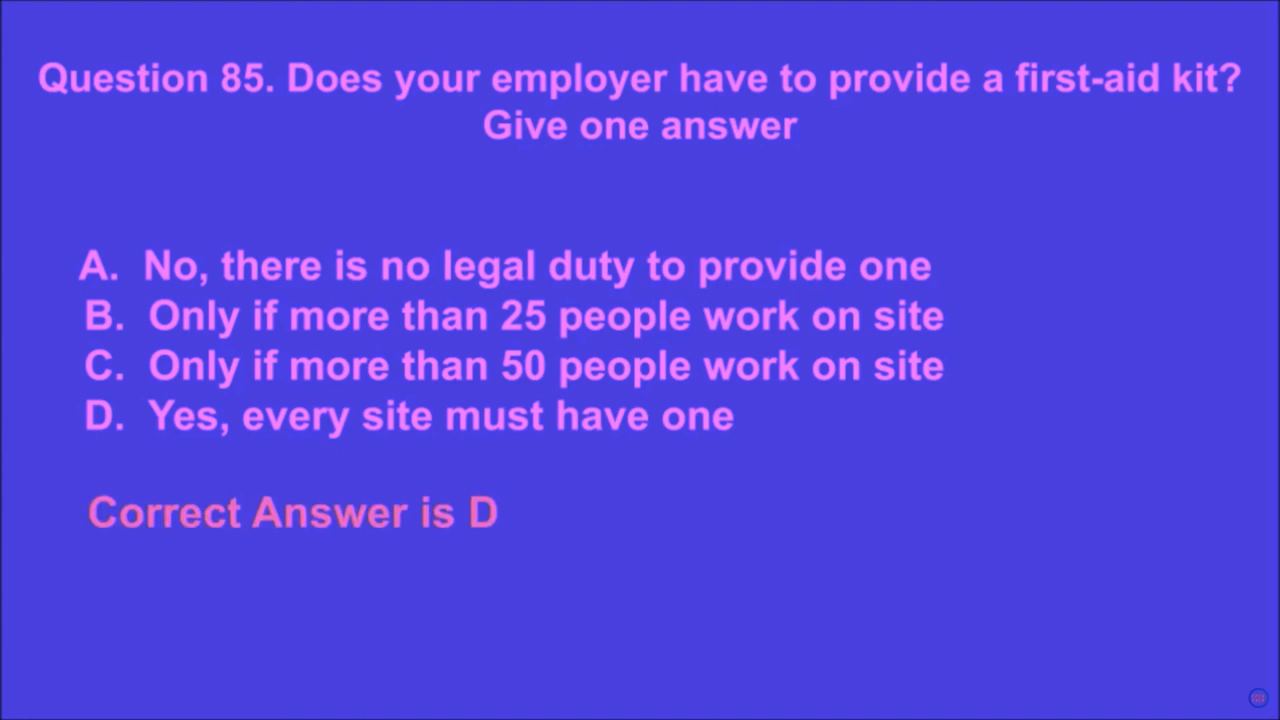 Question 85. Does your employer have to provide a first-aid kit?
Give one answer
A. No, there is no legal duty to provide one
B. Only if more than 25 people work on site
C. Only if more than 50 people work on site
D. Yes, every site must have one
Correct Answer is D